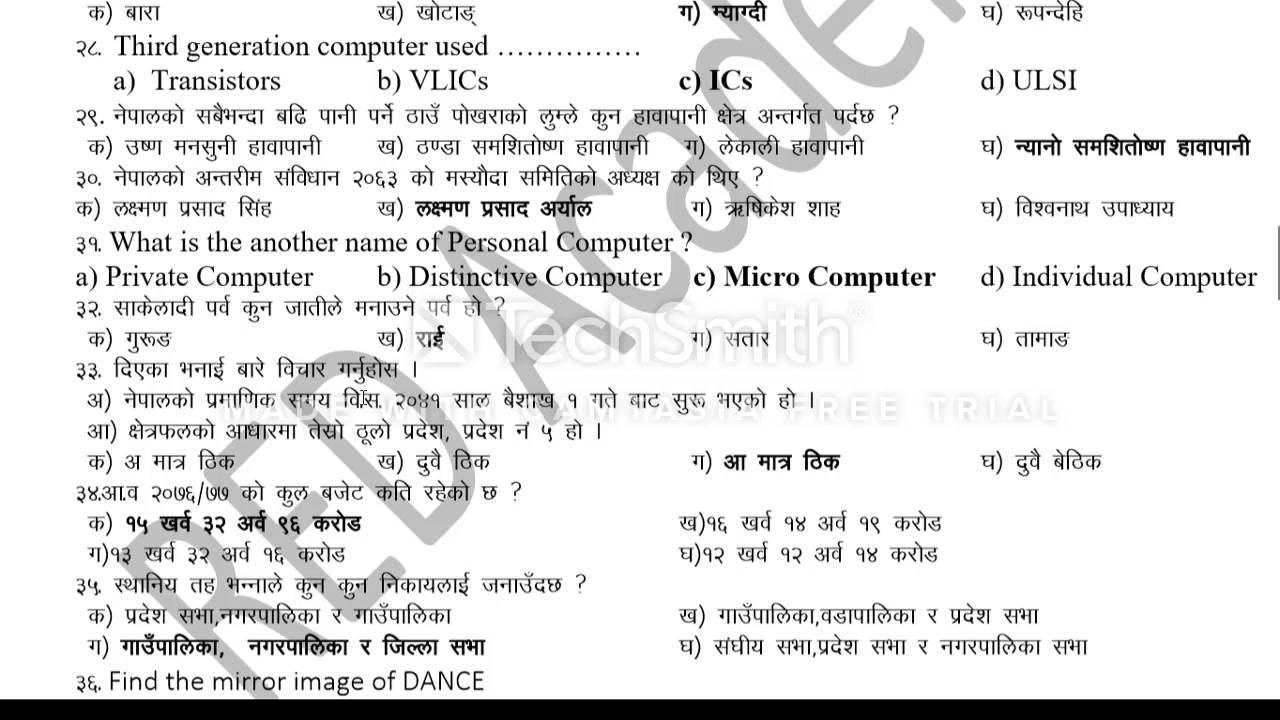 क) बारा ख) खोटाङ् ग) म्याग्दी घ) रूपन्देहि
२८. Third generation computer used ……………
a) Transistors b) VLICs c) ICs d) ULSI
२९. नेपालको सबैभन्दा बढि पानी पर्ने ठाउँ पोखराको लुम्ले कुन हावापानी क्षेत्र अन्तर्गत पर्दछ ?
क) उष्ण मनसुनी हावापानी ख) ठण्डा समशितोष्ण हावापानी ग) लेकाली हावापानी घ) न्यानो समशितोष्ण हावापानी
३०. नेपालको अन्तरीम संविधान २०६३ को मस्यौदा समितिको अध्यक्ष को थिए ?
क) लक्ष्मण प्रसाद सिंह ख) लक्ष्मण प्रसाद अर्याल ग) ऋषिकेश शाह घ) विश्वनाथ उपाध्याय
३१. What is the another name of Personal Computer ?
a) Private Computer b) Distinctive Computer c) Micro Computer d) Individual Computer
३२. साकेलादी पर्व कुन जातीले मनाउने पर्व हो ?
क) गुरूङ ख) राई ग) सतार घ) तामाङ
TechSmith
३३. दिएका भनाई बारे विचार गर्नुहोस ।
अ) नेपालको प्रमाणिक समय वि.स. २०४१ साल बैशाख १ गते बाट सुरू भएको हो ।
MADE WITH CAMTASIA FREE TRIAL
आ) क्षेत्रफलको आधारमा तेस्रो ठूलो प्रदेश, प्रदेश नं ५ हो ।
क) अ मात्र ठिक ख) दुवै ठिक ग) आ मात्र ठिक घ) दुवै बेठिक
३४.आ.व २०७६/७७ को कुल बजेट कति रहेको छ ?
क) १५ खर्व ३२ अर्व ९६ करोड ख)१६ खर्व १४ अर्व १९ करोड
ग)१३ खर्व ३२ अर्व १६ करोड घ)१२ खर्व १२ अर्व १४ करोड
३५. स्थानिय तह भन्नाले कुन कुन निकायलाई जनाउँदछ ?
क) प्रदेश सभा,नगरपालिका र गाउँपालिका ख) गाउँपालिका,वडापालिका र प्रदेश सभा
ग) गाउँपालिका, नगरपालिका र जिल्ला सभा घ) संघीय सभा,प्रदेश सभा र नगरपालिका सभा
३६. Find the mirror image of DANCE